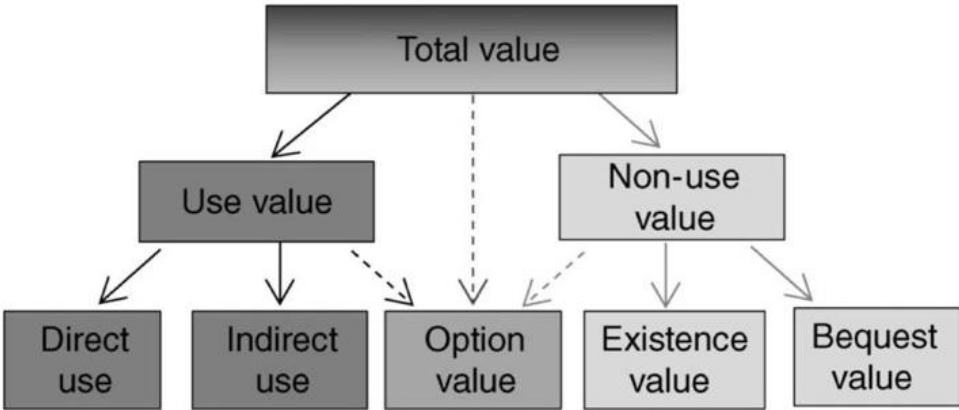 Total value
Use value
Non-use
value
Direct
use
Indirect
use
Option
value
Existence
value
Bequest
value